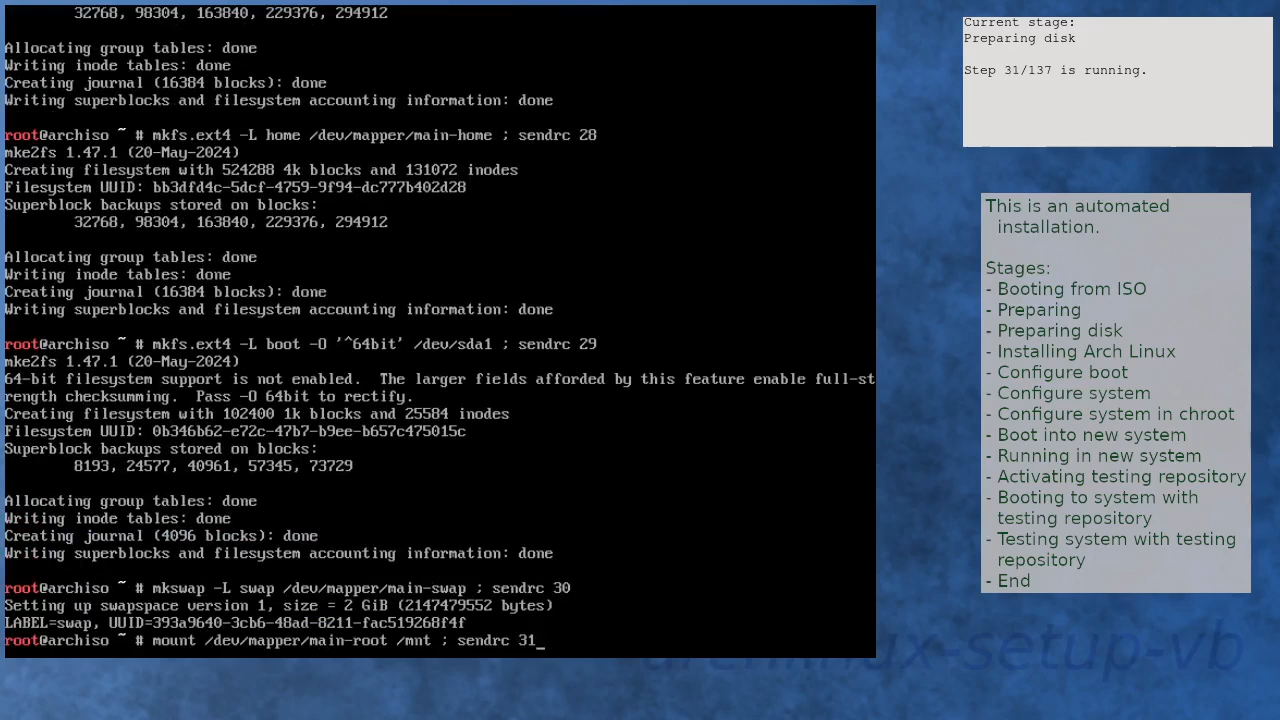 32768, 98304, 163840, 229376, 294912
Allocating group tables: done
Writing inode tables: done
Creating journal (16384 blocks): done
Writing superblocks and filesystem accounting information: done
root@archiso ~ # mkfs.ext4 -L home /dev/mapper/main-home ; sendrc 28
mke2fs 1.47.1 (20-May-2024)
Creating filesystem with 524288 4k blocks and 131072 inodes
Filesystem UUID: bb3dfd4c-5dcf-4759-9f94-dc777b402d28
Superblock backups stored on blocks:
32768, 98304, 163840, 229376, 294912
Allocating group tables: done
Writing inode tables: done
Creating journal (16384 blocks): done
Writing superblocks and filesystem accounting information: done
root@archiso ~ # mkfs.ext4 -L boot -O '^64bit' /dev/sda1 ; sendrc 29
mke2fs 1.47.1 (20-May-2024)
64-bit filesystem support is not enabled.  The larger fields afforded by this feature enable full-st
rength checksumming.  Pass -O 64bit to rectify.
Creating filesystem with 102400 1k blocks and 25584 inodes
Filesystem UUID: 0b346b62-e72c-47b7-b9ee-b657c475015c
Superblock backups stored on blocks:
8193, 24577, 40961, 57345, 73729
Allocating group tables: done
Writing inode tables: done
Creating journal (4096 blocks): done
Writing superblocks and filesystem accounting information: done
root@archiso ~ # mkswap -L swap /dev/mapper/main-swap ; sendrc 30
Setting up swapspace version 1, size = 2 GiB (2147479552 bytes)
LABEL=swap, UUID=393a9640-3cb6-48ad-8211-fac519268f4f
root@archiso ~ # mount /dev/mapper/main-root /mnt ; sendrc 31_
Current stage:
Preparing disk
Step 31/137 is running.
This is an automated
installation.
Stages:
- Booting from ISO
- Preparing
- Preparing disk
- Installing Arch Linux
- Configure boot
- Configure system
- Configure system in chroot
- Boot into new system
- Running in new system
- Activating testing repository
- Booting to system with
testing repository
- Testing system with testing
repository
- End
archlinux-setup-vb